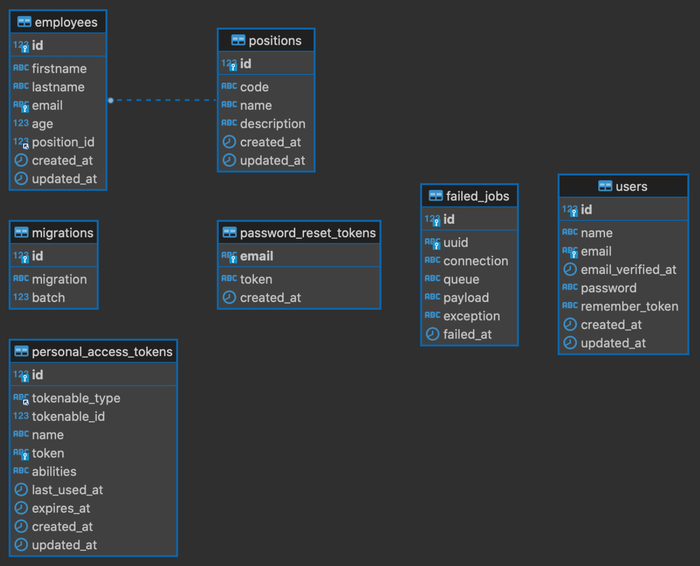 employees
123 id
ABC firstname
ABC lastname
ABC email
123 age
123 position_id
created_at
updated_at
positions
123 id
ABC code
ABC name
ABC description
created_at
updated_at
migrations
123 id
ABC migration
123 batch
password_reset_tokens
ABC email
ABC token
created_at
failed_jobs
123 id
ABC uuid
ABC connection
ABC queue
ABC payload
ABC exception
failed_at
users
123 id
ABC name
ABC email
email_verified_at
ABC password
ABC remember_token
created_at
updated_at
personal_access_tokens
123 id
ABC tokenable_type
123 tokenable_id
ABC name
ABC token
ABC abilities
last_used_at
expires_at
created_at
updated_at